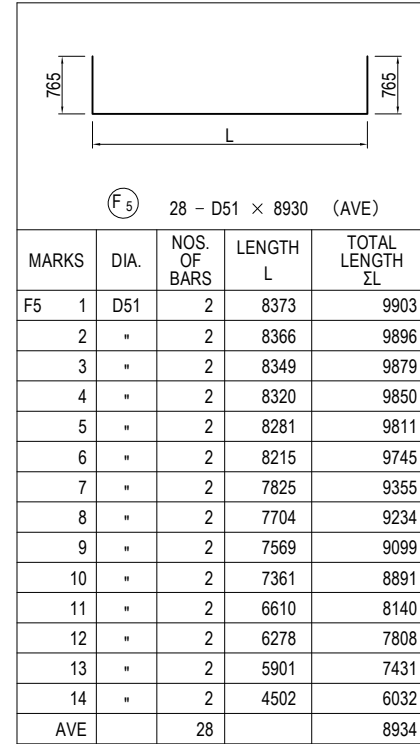 765
765
L
F5 28 − D51 × 8930 (AVE)
MARKS DIA. NOS. OF BARS LENGTH L TOTAL LENGTH ΣL
F5 1 D51 2 8373 9903
2 " 2 8366 9896
3 " 2 8349 9879
4 " 2 8320 9850
5 " 2 8281 9811
6 " 2 8215 9745
7 " 2 7825 9355
8 " 2 7704 9234
9 " 2 7569 9099
10 " 2 7361 8891
11 " 2 6610 8140
12 " 2 6278 7808
13 " 2 5901 7431
14 " 2 4502 6032
AVE 28 8934